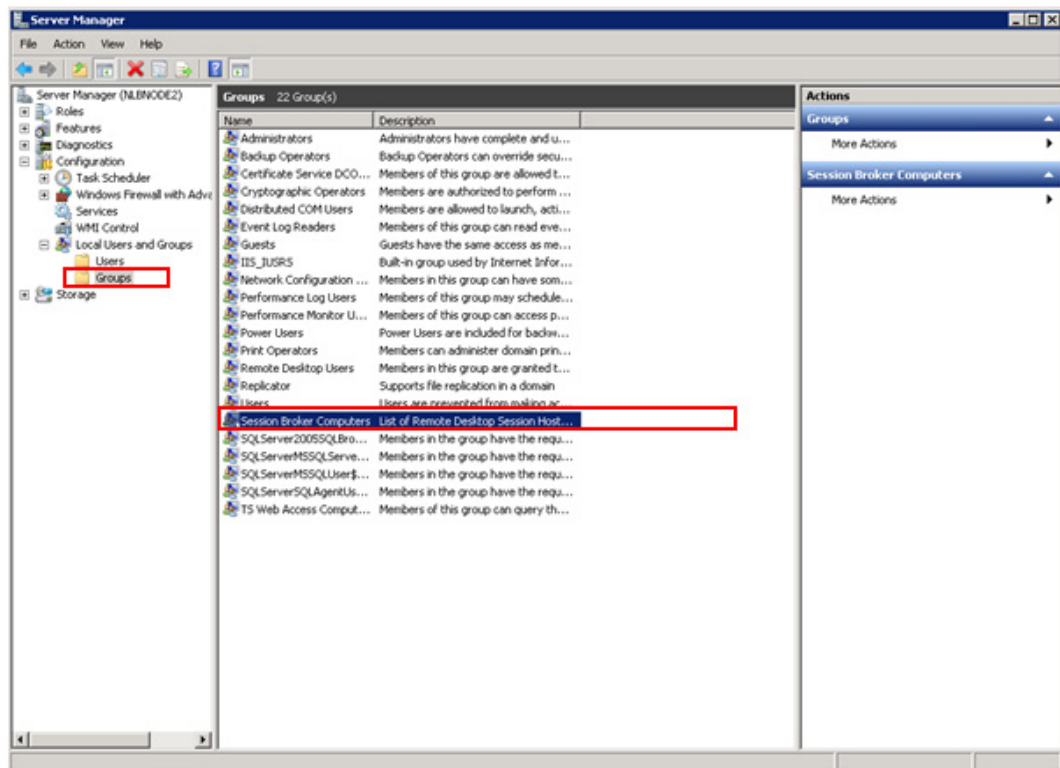 Server Manager
File Action View Help
Server Manager (NLBNODE2)
Roles
Features
Diagnostics
Configuration
Task Scheduler
Windows Firewall with Adva
Services
WMI Control
Local Users and Groups
Users
Groups
Storage
Groups 22 Group(s)
Name Description
Administrators Administrators have complete and u...
Backup Operators Backup Operators can override secu...
Certificate Service DCO... Members of this group are allowed t...
Cryptographic Operators Members are authorized to perform ...
Distributed COM Users Members are allowed to launch, acti...
Event Log Readers Members of this group can read eve...
Guests Guests have the same access as me...
IIS_IUSRS Built-in group used by Internet Infor...
Network Configuration ... Members in this group can have som...
Performance Log Users Members of this group may schedule...
Performance Monitor U... Members of this group can access p...
Power Users Power Users are included for backw...
Print Operators Members can administer domain prin...
Remote Desktop Users Members in this group are granted t...
Replicator Supports file replication in a domain
Users Users are prevented from making ac...
Session Broker Computers List of Remote Desktop Session Host...
SQLServer2005SQLBro... Members in the group have the requ...
SQLServerMSSQLServe... Members in the group have the requ...
SQLServerMSSQLUser$... Members in the group have the requ...
SQLServerSQLAgentUs... Members in the group have the requ...
TS Web Access Comput... Members of this group can query th...
Actions
Groups
More Actions
Session Broker Computers
More Actions